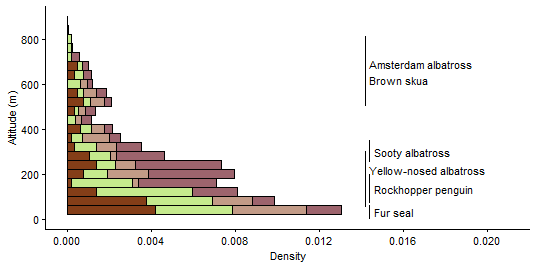 800
600
400
200
0
Altitude (m)
Amsterdam albatross
Brown skua
Sooty albatross
Yellow-nosed albatross
Rockhopper penguin
Fur seal
0.000 0.004 0.008 0.012 0.016 0.020
Density